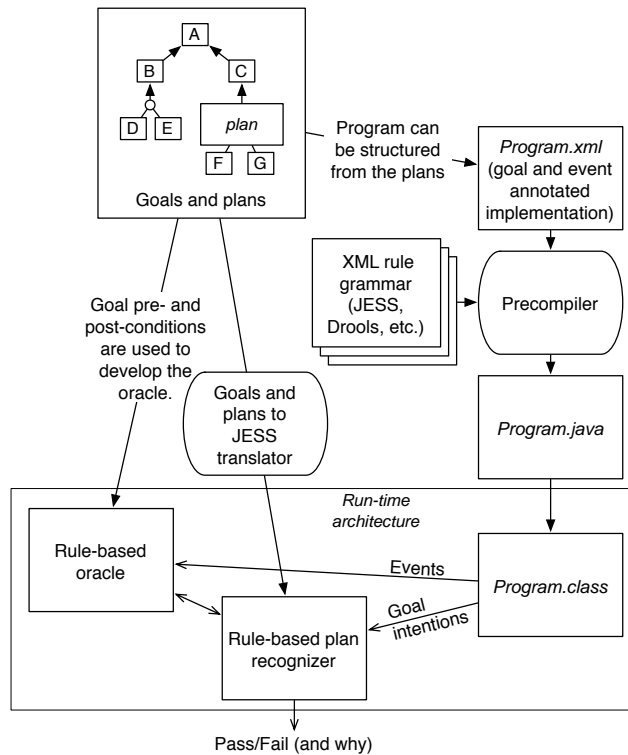 A
B
C
D
E
plan
F
G
Goals and plans
Program can
be structured
from the plans
Program.xml
(goal and event
annotated
implementation)
XML rule
grammar
(JESS,
Drools, etc.)
Precompiler
Goal pre- and
post-conditions
are used to
develop the
oracle.
Goals and
plans to
JESS
translator
Program.java
Run-time
architecture
Rule-based
oracle
Events
Goal
intentions
Program.class
Rule-based plan
recognizer
Pass/Fail (and why)